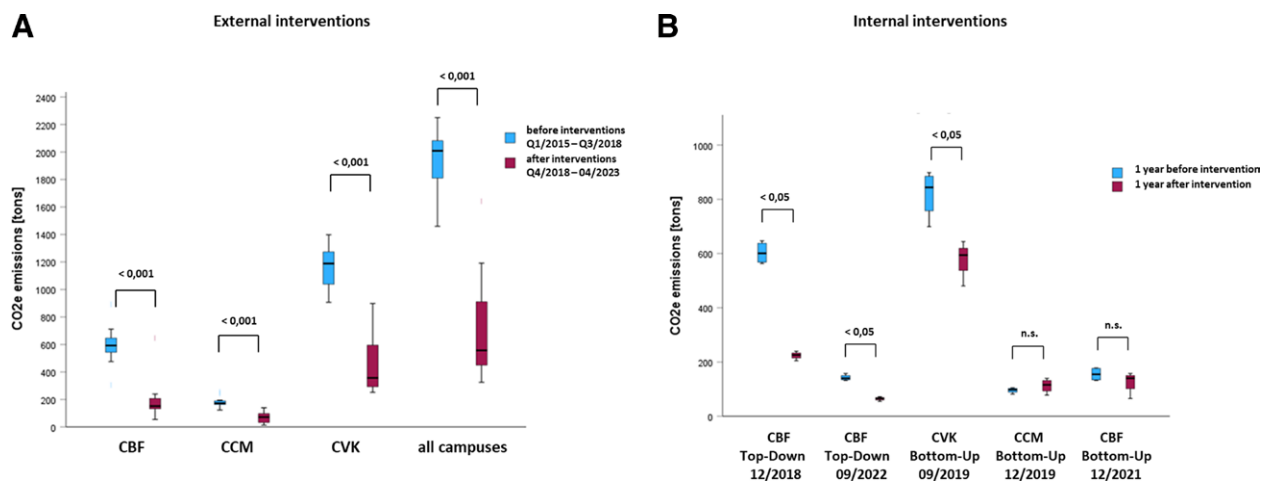 A
External interventions
CO2e emissions [tons]
2400
2200
2000
1800
1600
1400
1200
1000
800
600
400
200
0
< 0,001
< 0,001
< 0,001
< 0,001
before interventions
Q1/2015 – Q3/2018
after interventions
Q4/2018 – 04/2023
CBF
CCM
CVK
all campuses
B
Internal interventions
CO2e emissions [tons]
1000
800
600
400
200
0
< 0,05
< 0,05
< 0,05
n.s.
n.s.
1 year before intervention
1 year after intervention
CBF
Top-Down
12/2018
CBF
Top-Down
09/2022
CVK
Bottom-Up
09/2019
CCM
Bottom-Up
12/2019
CBF
Bottom-Up
12/2021